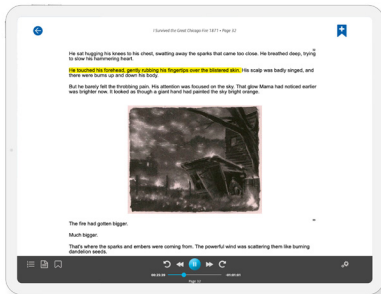 I Survived the Great Chicago Fire 1871 • Page 52
He sat hugging his knees to his chest, swatting away the sparks that came too close. He breathed deep, trying
to slow his hammering heart.
He touched his forehead, gently rubbing his fingertips over the blistered skin. His scalp was badly singed, and
there were burns up and down his body.
But he barely felt the throbbing pain. His attention was focused on the sky. That glow Mama had noticed earlier
was brighter now. It looked as though a giant hand had painted the sky bright orange.
The fire had gotten bigger.
Much bigger.
That's where the sparks and embers were coming from. The powerful wind was scattering them like burning
dandelion seeds.
Page 52